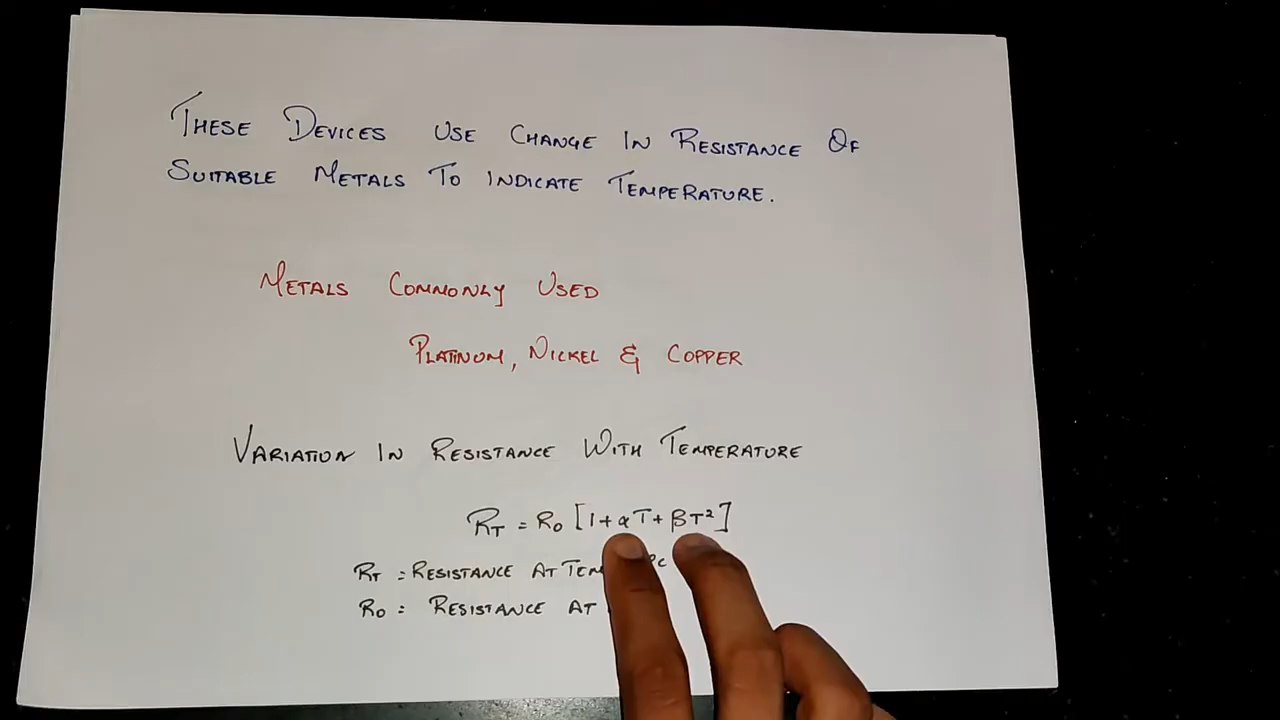 THESE DEVICES USE CHANGE IN RESISTANCE OF
SUITABLE METALS TO INDICATE TEMPERATURE.
METALS COMMONLY USED
PLATINUM, NICKEL & COPPER
VARIATION IN RESISTANCE WITH TEMPERATURE
RT = R0 [1+αT+βT²]
RT = RESISTANCE AT
R0 = RESISTANCE AT